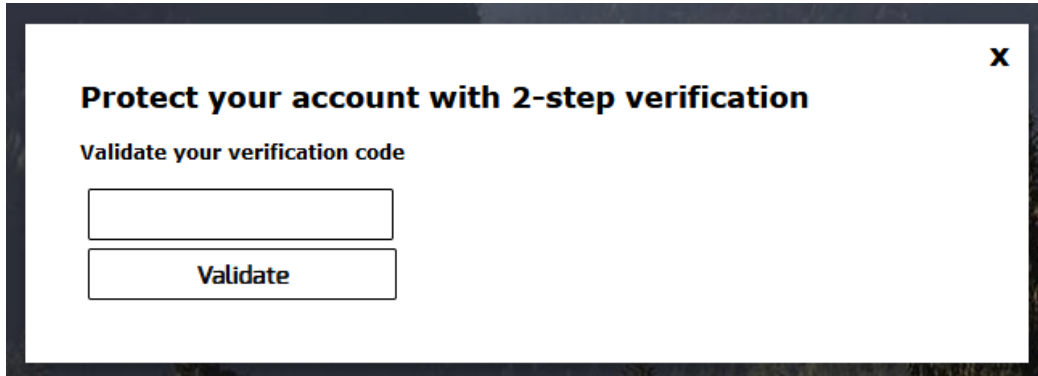 x
Protect your account with 2-step verification
Validate your verification code
Validate